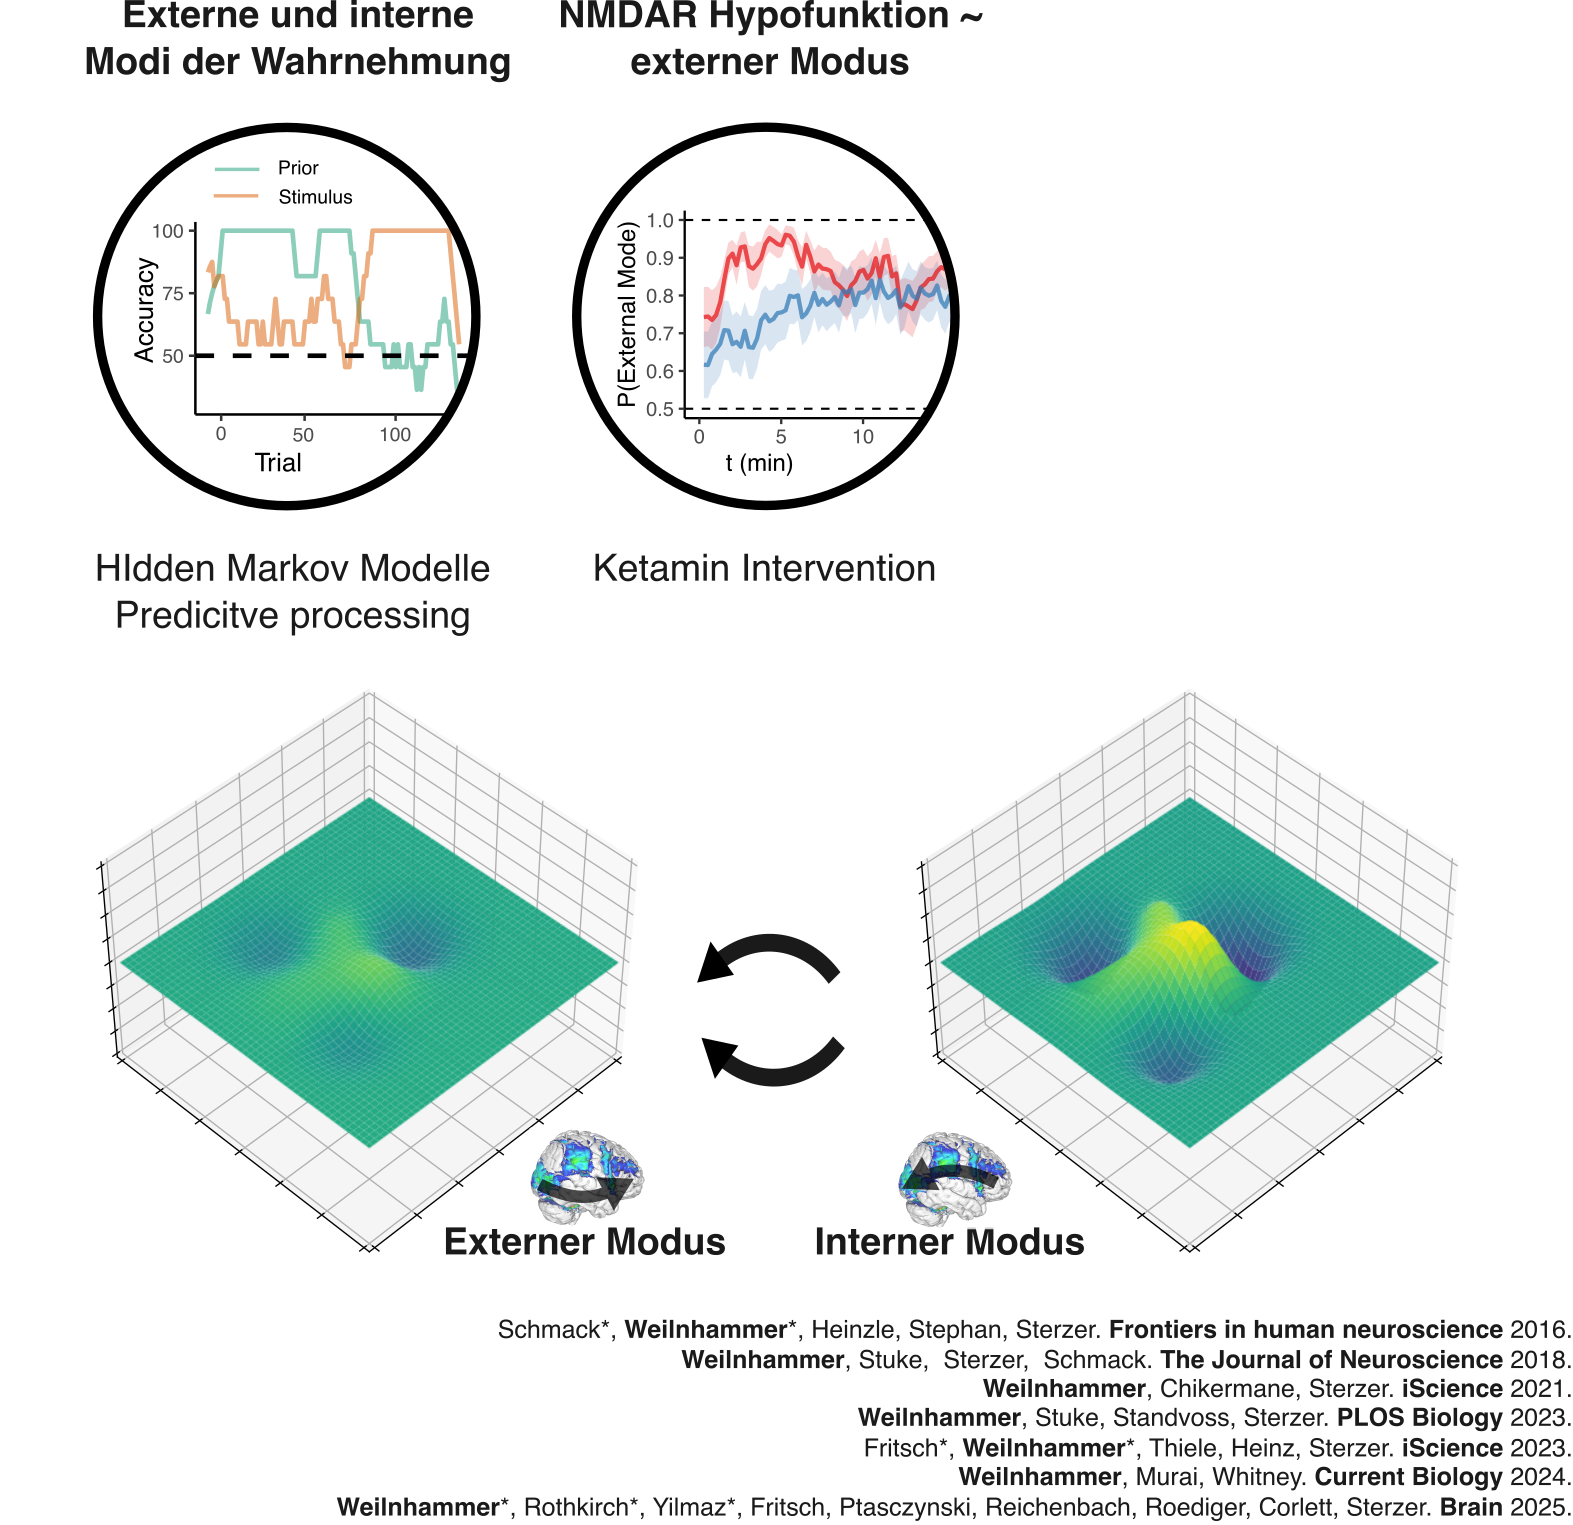 Externe und interne
Modi der Wahrnehmung
NMDAR Hypofunktion ~
externer Modus
Prior
Stimulus
100
75
50
Accuracy
0 50 100
Trial
1.0
0.9
0.8
0.7
0.6
0.5
P(External Mode)
0 5 10
t (min)
HIdden Markov Modelle
Predicitve processing
Ketamin Intervention
Externer Modus
Interner Modus
Schmack*, Weilnhammer*, Heinzle, Stephan, Sterzer. Frontiers in human neuroscience 2016.
Weilnhammer, Stuke, Sterzer, Schmack. The Journal of Neuroscience 2018.
Weilnhammer, Chikermane, Sterzer. iScience 2021.
Weilnhammer, Stuke, Standvoss, Sterzer. PLOS Biology 2023.
Fritsch*, Weilnhammer*, Thiele, Heinz, Sterzer. iScience 2023.
Weilnhammer, Murai, Whitney. Current Biology 2024.
Weilnhammer*, Rothkirch*, Yilmaz*, Fritsch, Ptasczynski, Reichenbach, Roediger, Corlett, Sterzer. Brain 2025.